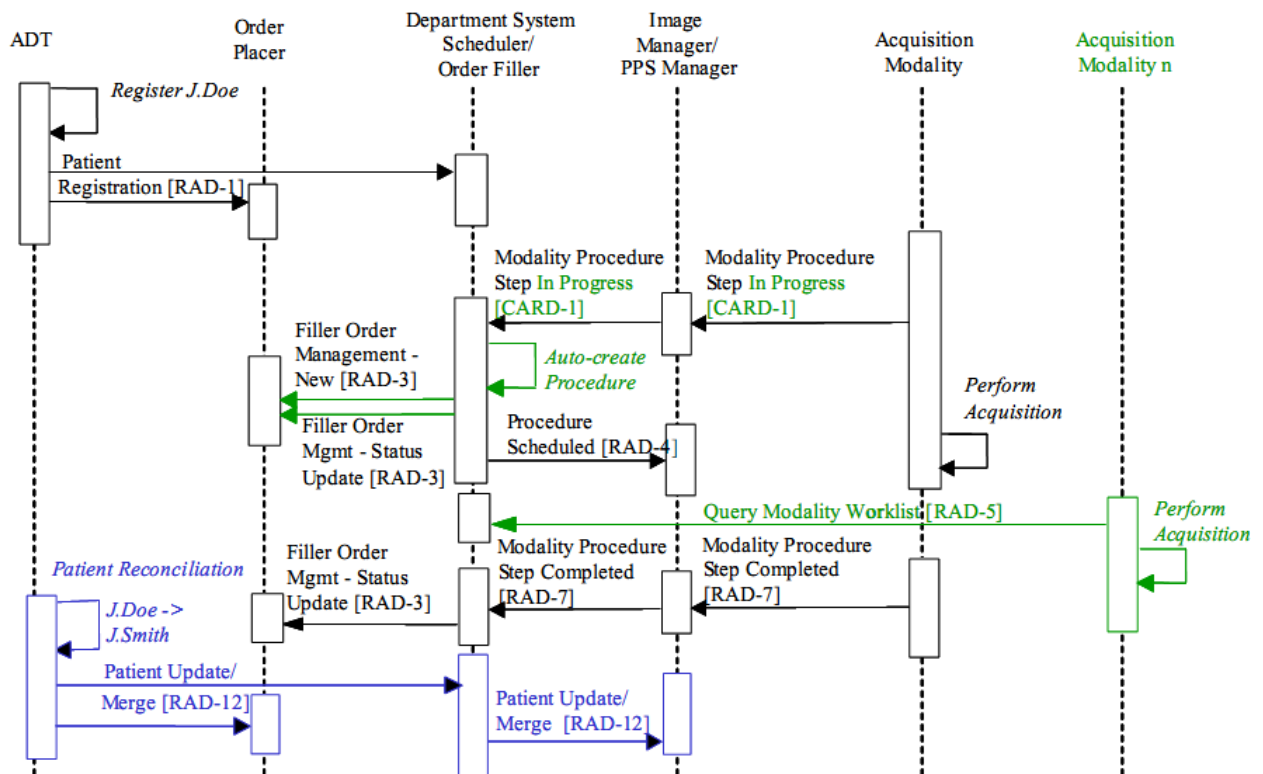 ADT
Order
Placer
Department System
Scheduler/
Order Filler
Image
Manager/
PPS Manager
Acquisition
Modality
Acquisition
Modality n
Register J.Doe
Patient
Registration [RAD-1]
Modality Procedure
Step In Progress
[CARD-1]
Modality Procedure
Step In Progress
[CARD-1]
Filler Order
Management -
New [RAD-3]
Auto-create
Procedure
Perform
Acquisition
Filler Order
Mgmt - Status
Update [RAD-3]
Procedure
Scheduled [RAD-4]
Query Modality Worklist [RAD-5]
Perform
Acquisition
Filler Order
Mgmt - Status
Update [RAD-3]
Modality Procedure
Step Completed
[RAD-7]
Modality Procedure
Step Completed
[RAD-7]
Patient Reconciliation
J.Doe ->
J.Smith
Patient Update/
Merge [RAD-12]
Patient Update/
Merge [RAD-12]